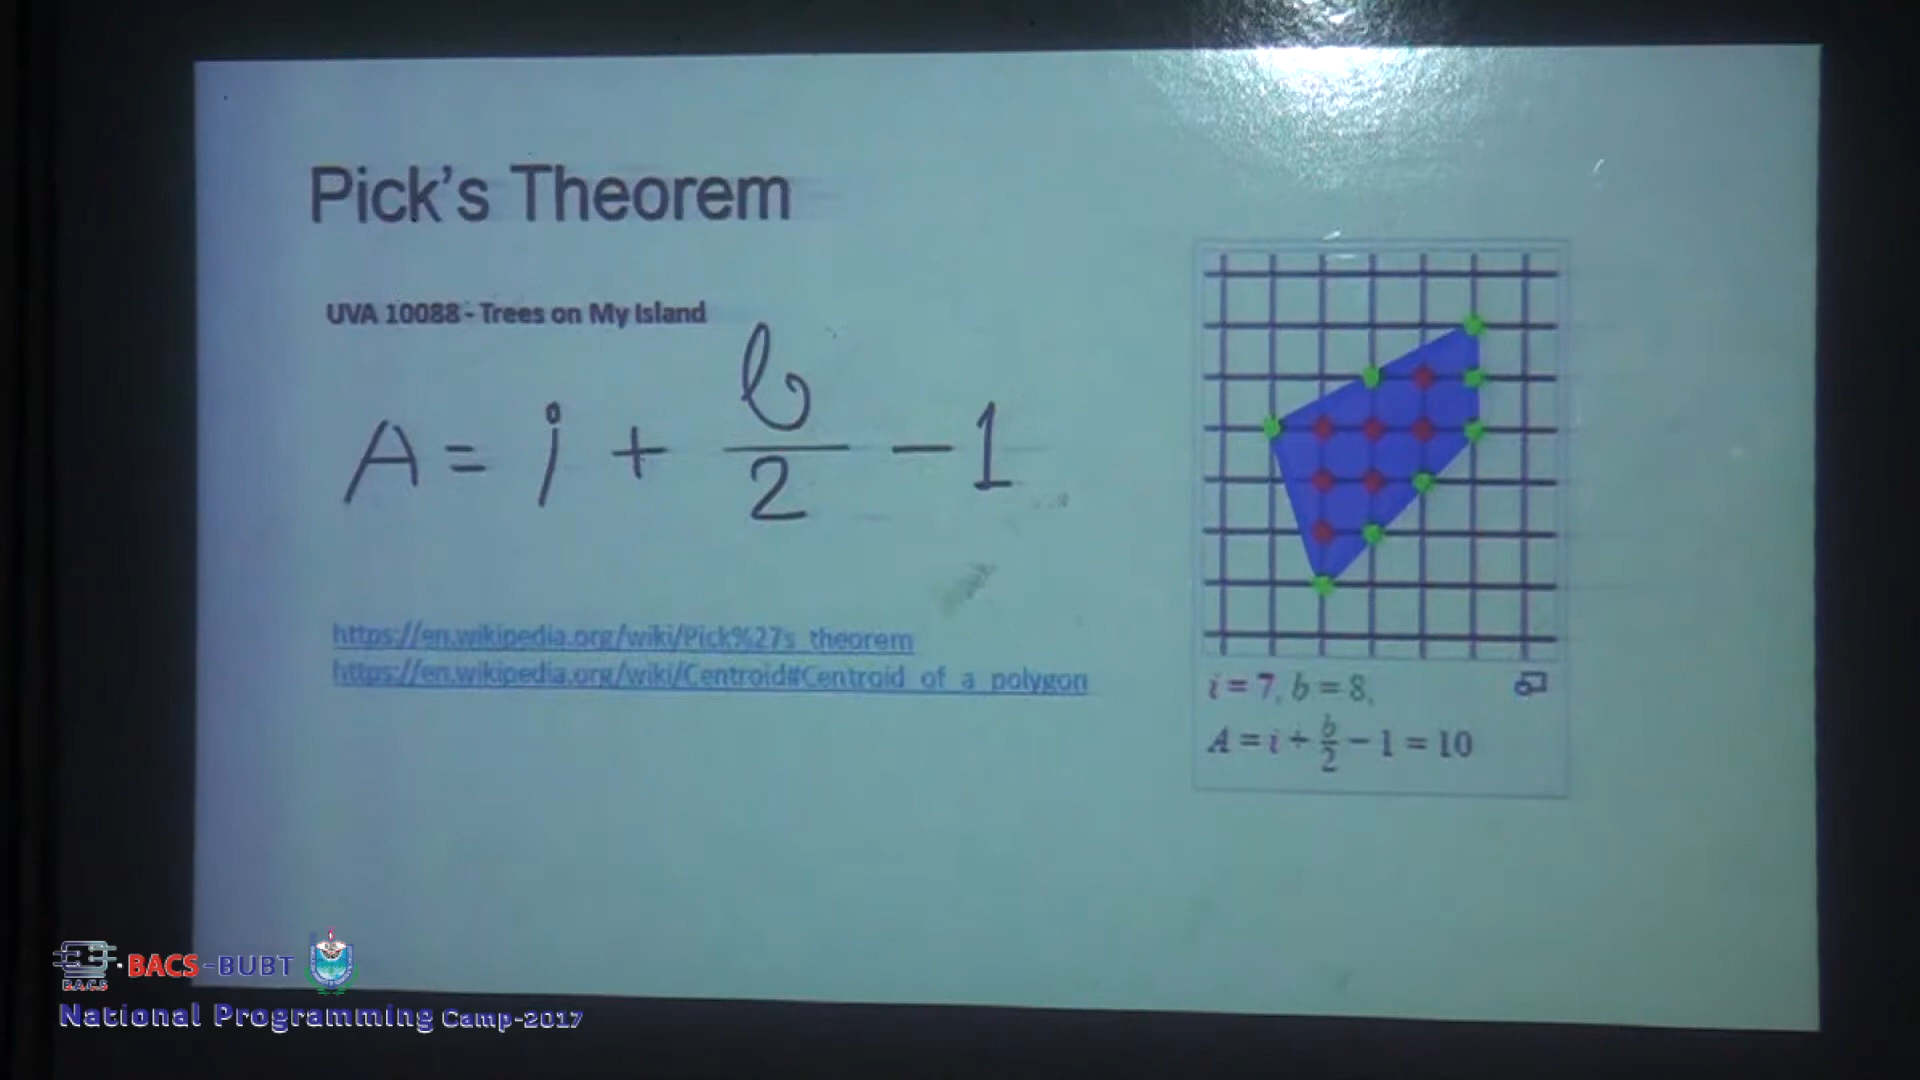 Pick's Theorem
UVA 10088 - Trees on My Island
A = i + b/2 - 1
https://en.wikipedia.org/wiki/Pick%27s_theorem
https://en.wikipedia.org/wiki/Centroid#Centroid_of_a_polygon
i = 7, b = 8,
A = i + b/2 − 1 = 10
B.A.C.S
BACS-BUBT
National Programming Camp-2017